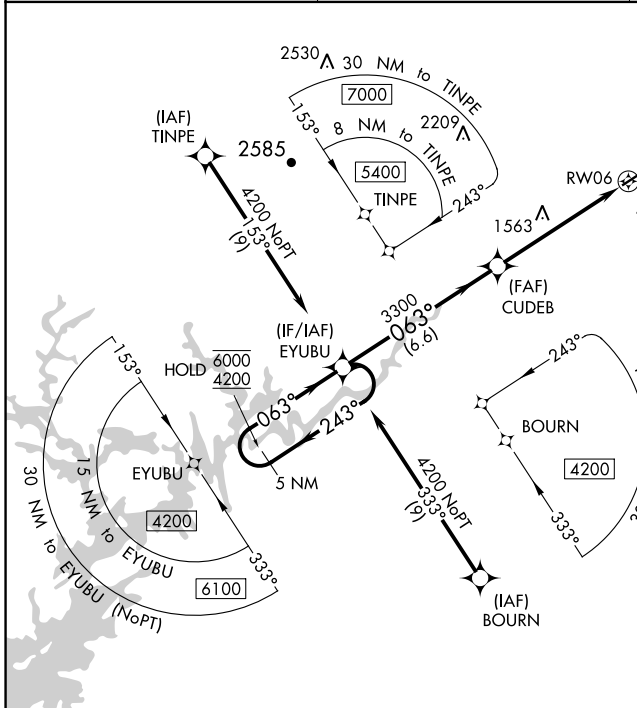 2530
30 NM to TINPE
7000
(IAF)
TINPE
2585
153°
8 NM to TINPE
2209
5400
TINPE
243°
RW06
4200 NoPT
153°
(9)
1563
(FAF)
CUDEB
3300
063°
(6.6)
(IF/IAF)
EYUBU
HOLD
6000
4200
063°
243°
5 NM
153°
EYUBU
15 NM to EYUBU
4200
30 NM to EYUBU (NoPT)
6100
333°
243°
BOURN
4200
333°
4200 NoPT
333°
(9)
(IAF)
BOURN